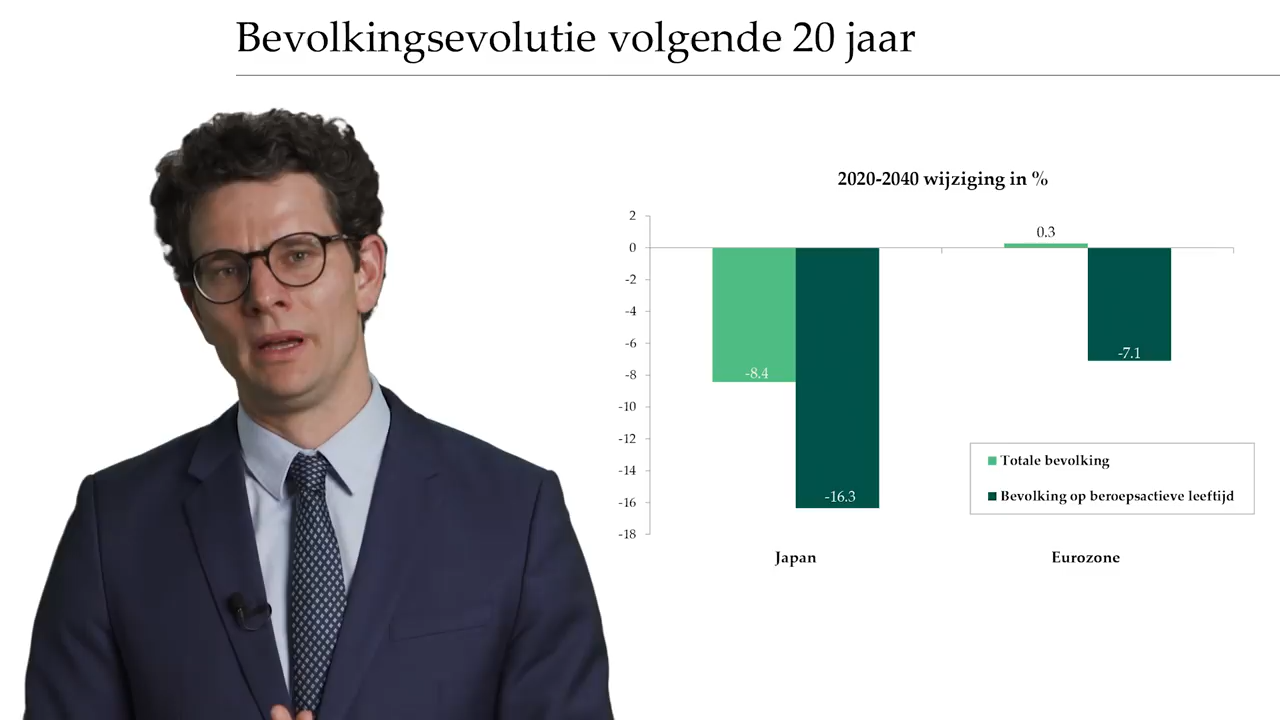 Bevolkingsevolutie volgende 20 jaar
2020-2040 wijziging in %
2
0
-2
-4
-6
-8
-10
-12
-14
-16
-18
-8.4
-16.3
0.3
-7.1
Totale bevolking
Bevolking op beroepsactieve leeftijd
Japan
Eurozone